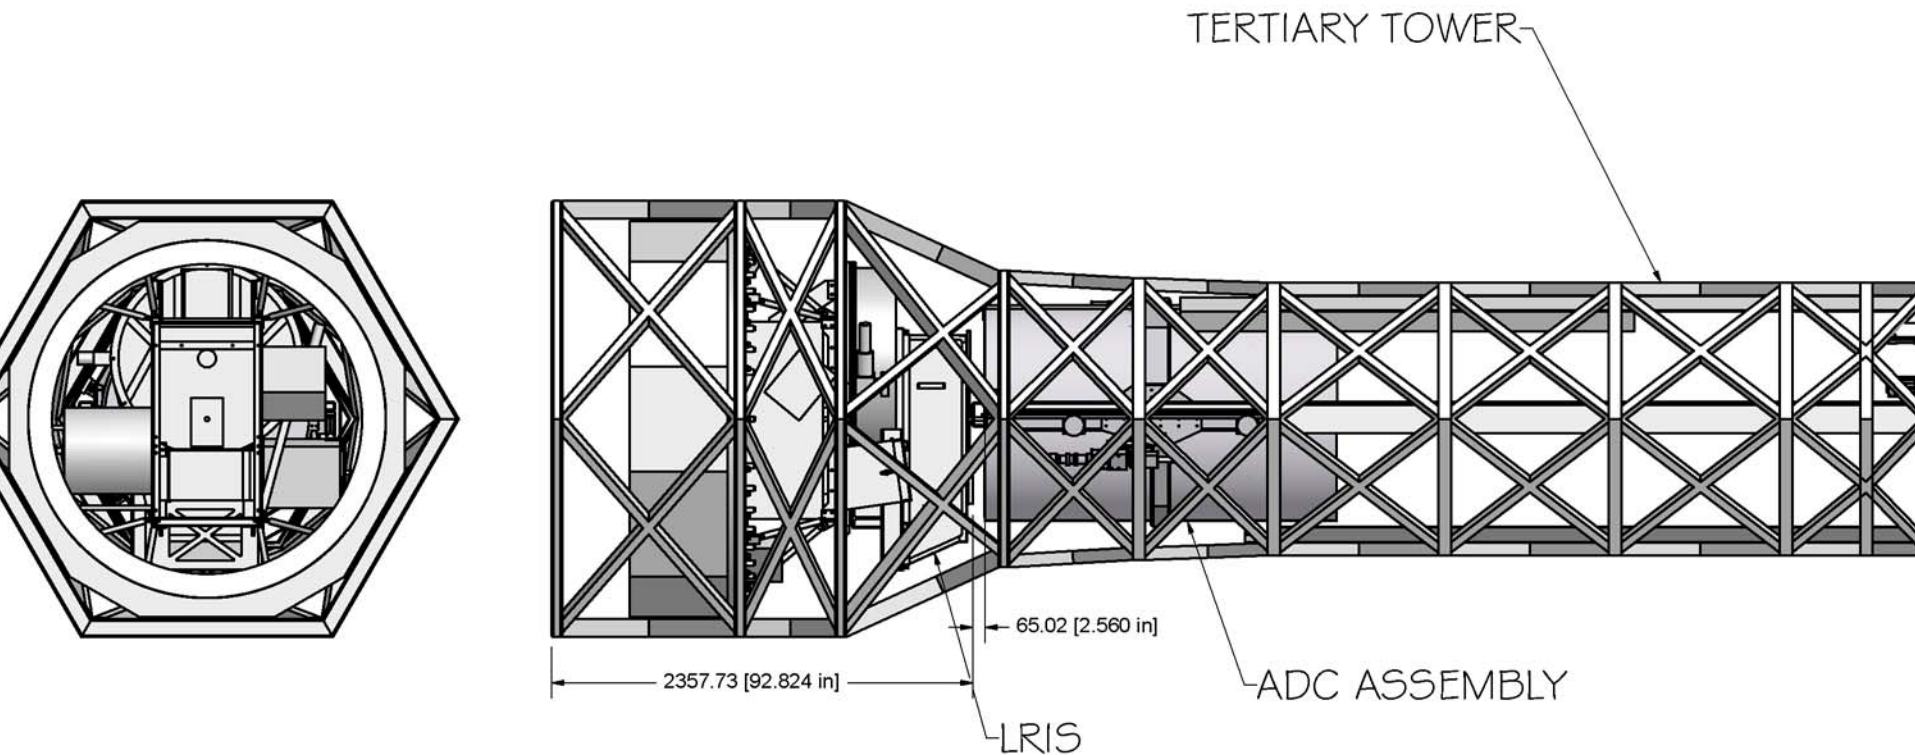 TERTIARY TOWER
65.02 [2.560 in]
2357.73 [92.824 in]
ADC ASSEMBLY
LRIS